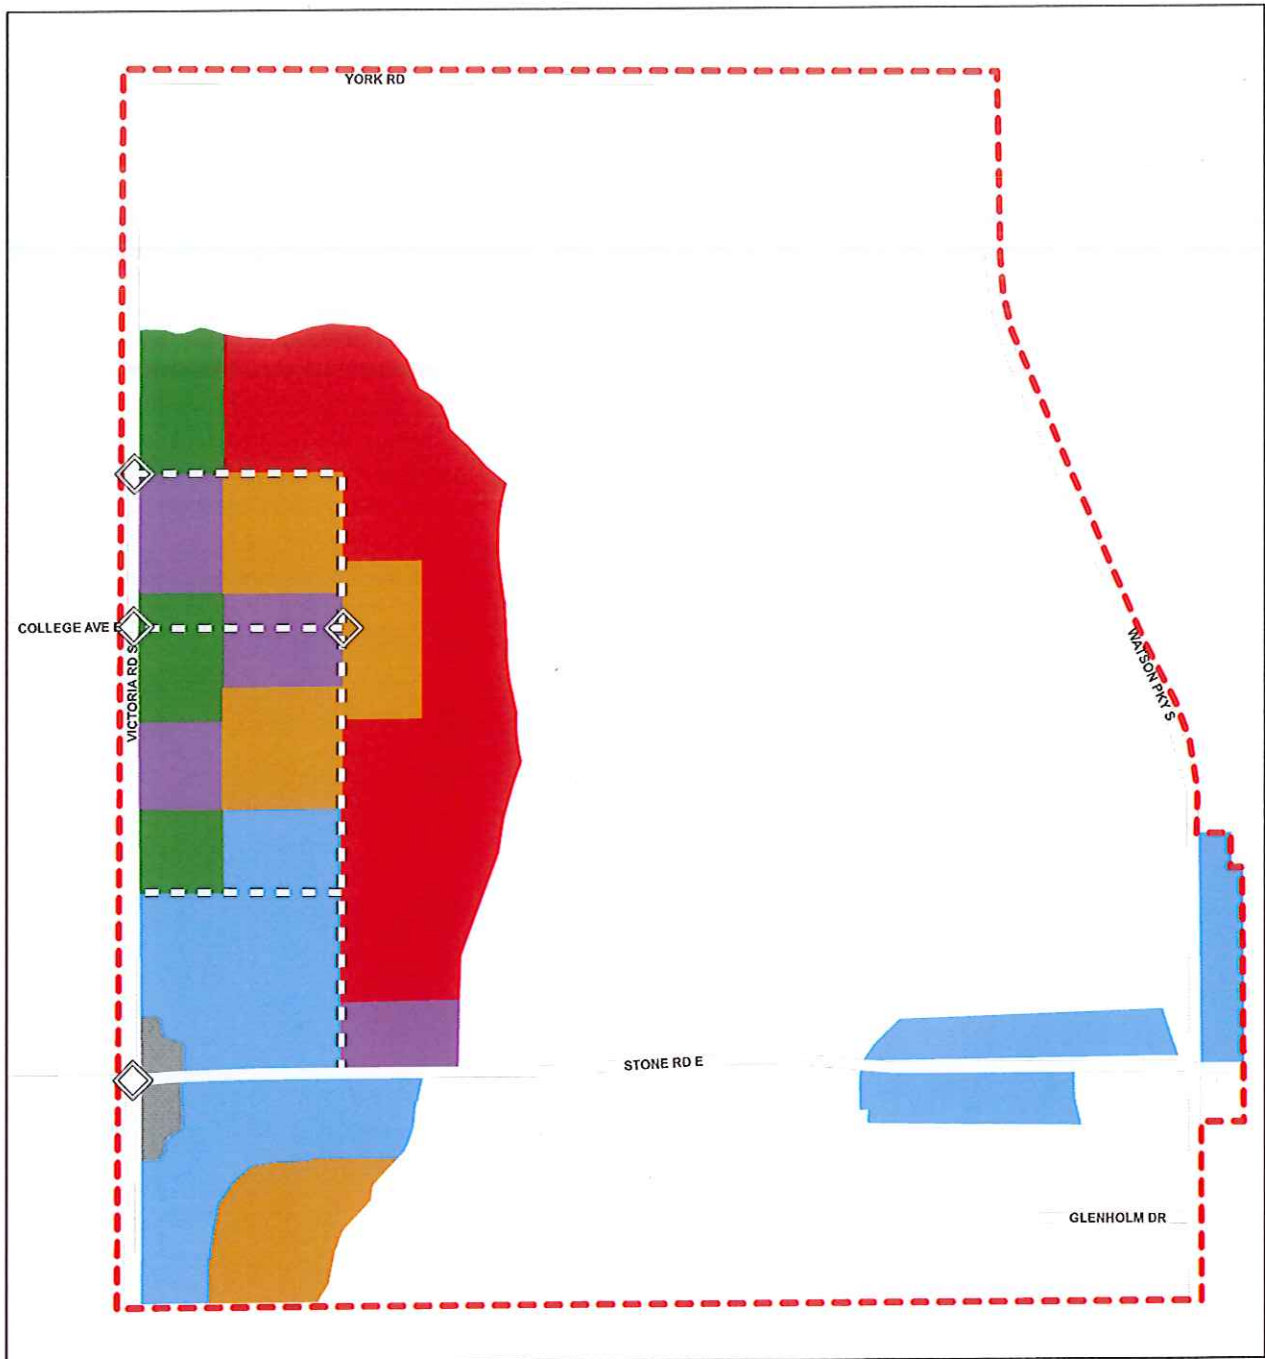 YORK RD
COLLEGE AVE E
VICTORIA RD S
WATSON PKY S
STONE RD E
GLENHOLM DR